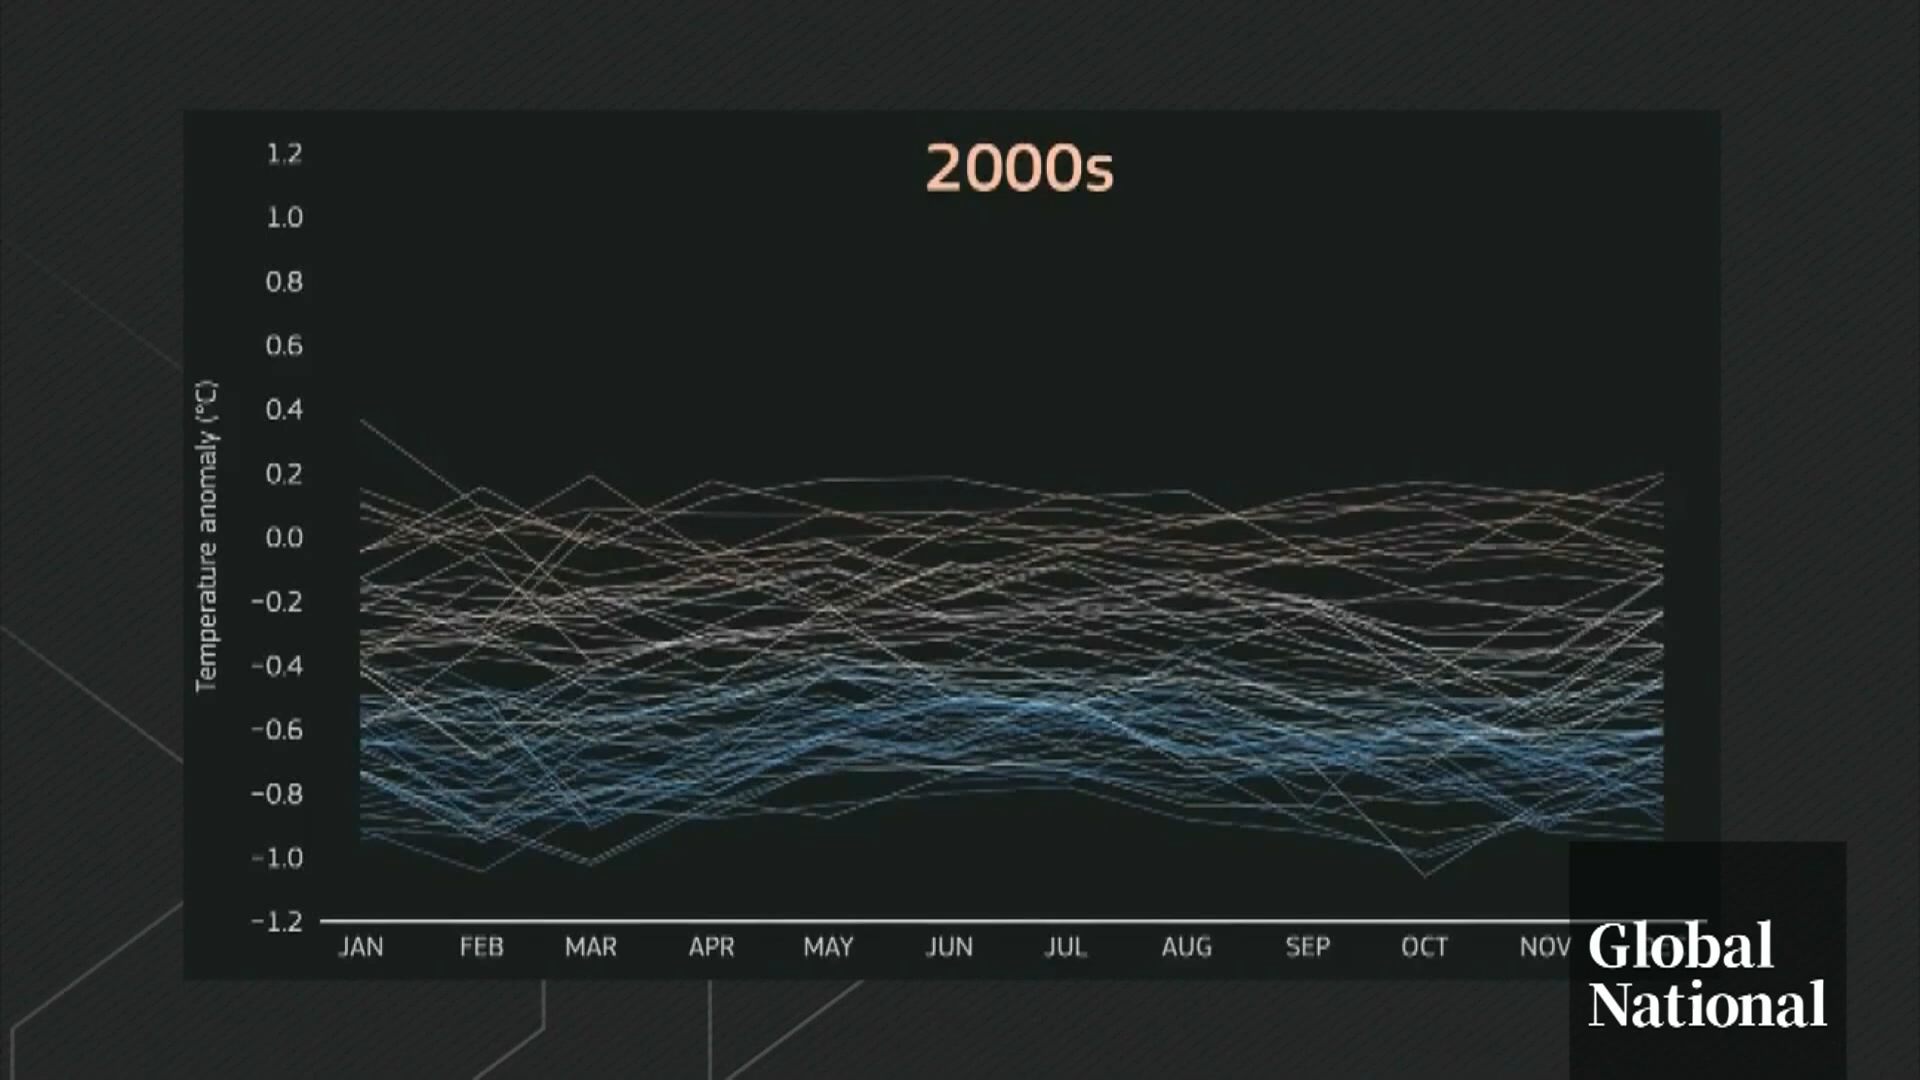 2000s
1.2
1.0
0.8
0.6
0.4
0.2
0.0
−0.2
−0.4
−0.6
−0.8
−1.0
−1.2
Temperature anomaly (°C)
JAN FEB MAR APR MAY JUN JUL AUG SEP OCT NOV
Global
National